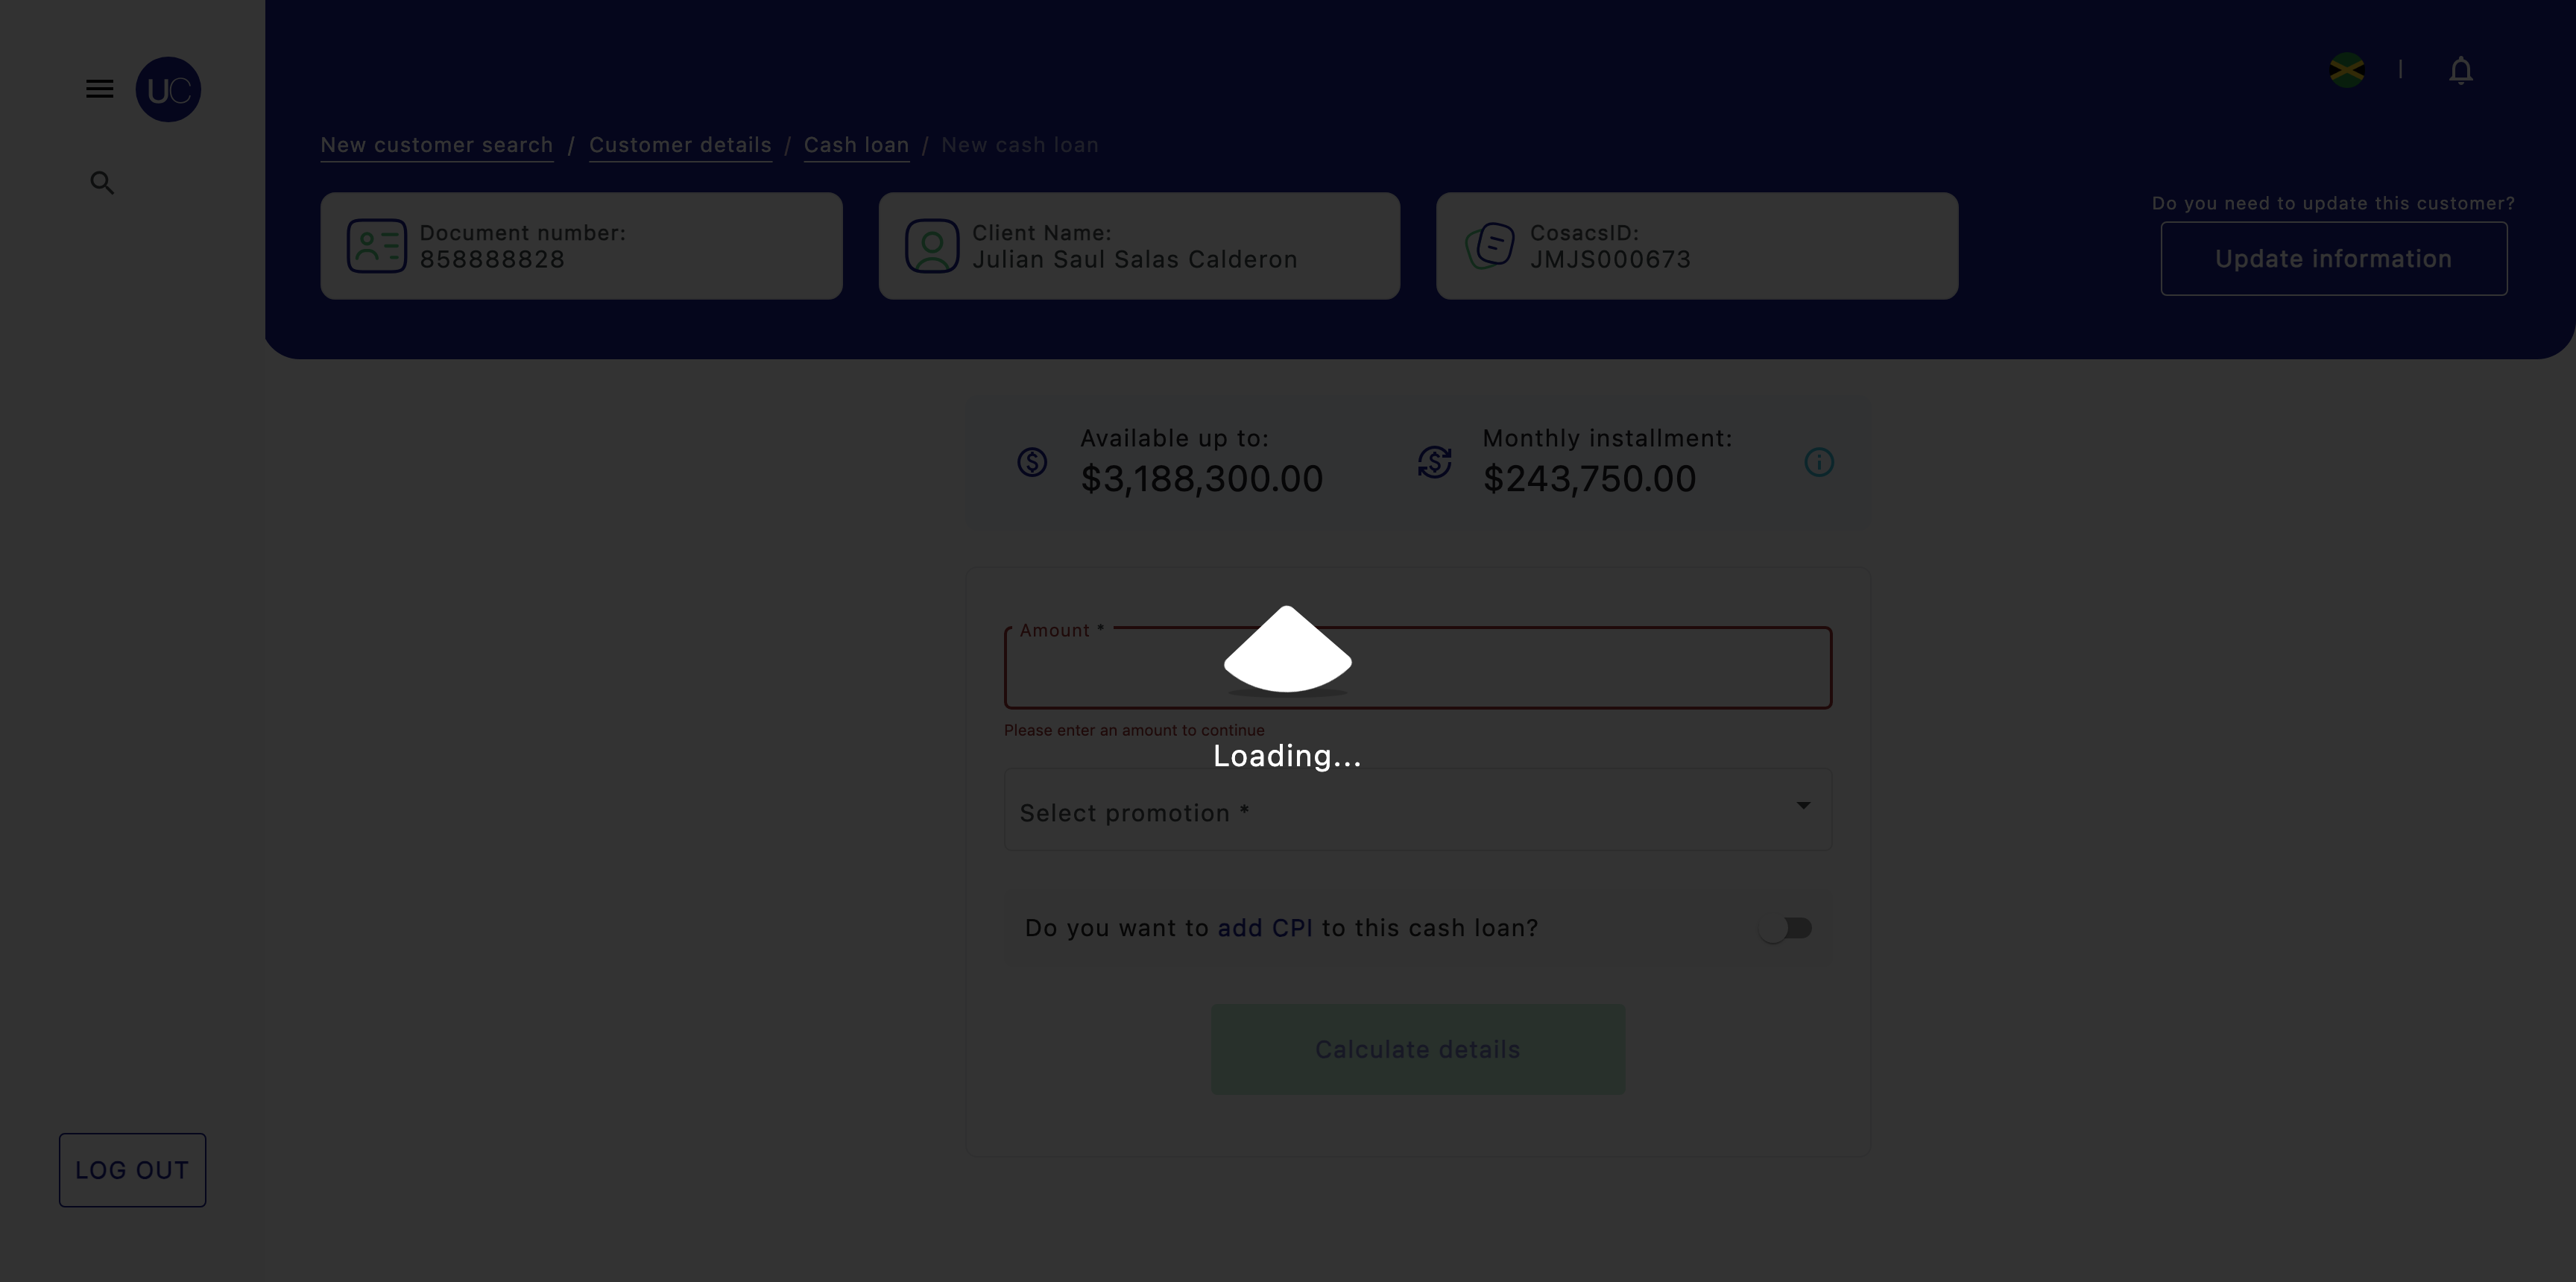 UC
New customer search / Customer details / Cash loan / New cash loan
Do you need to update this customer?
Document number:
858888828
Client Name:
Julian Saul Salas Calderon
CosacsID:
JMJS000673
Update information
Available up to:
$3,188,300.00
Monthly installment:
$243,750.00
Amount *
Please enter an amount to continue
Loading...
Select promotion *
Do you want to add CPI to this cash loan?
Calculate details
LOG OUT